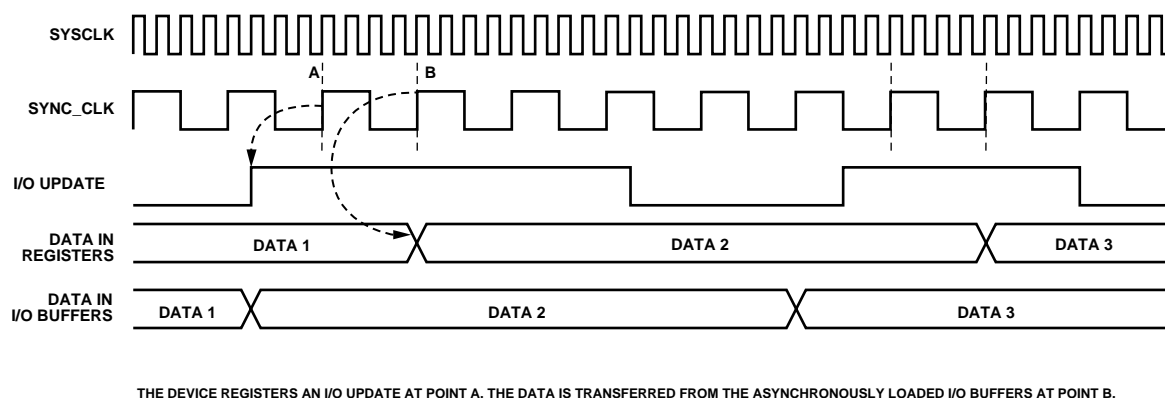 SYSCLK
A
B
SYNC_CLK
I/O UPDATE
DATA IN
REGISTERS
DATA 1
DATA 2
DATA 3
DATA IN
I/O BUFFERS
DATA 1
DATA 2
DATA 3
THE DEVICE REGISTERS AN I/O UPDATE AT POINT A. THE DATA IS TRANSFERRED FROM THE ASYNCHRONOUSLY LOADED I/O BUFFERS AT POINT B.